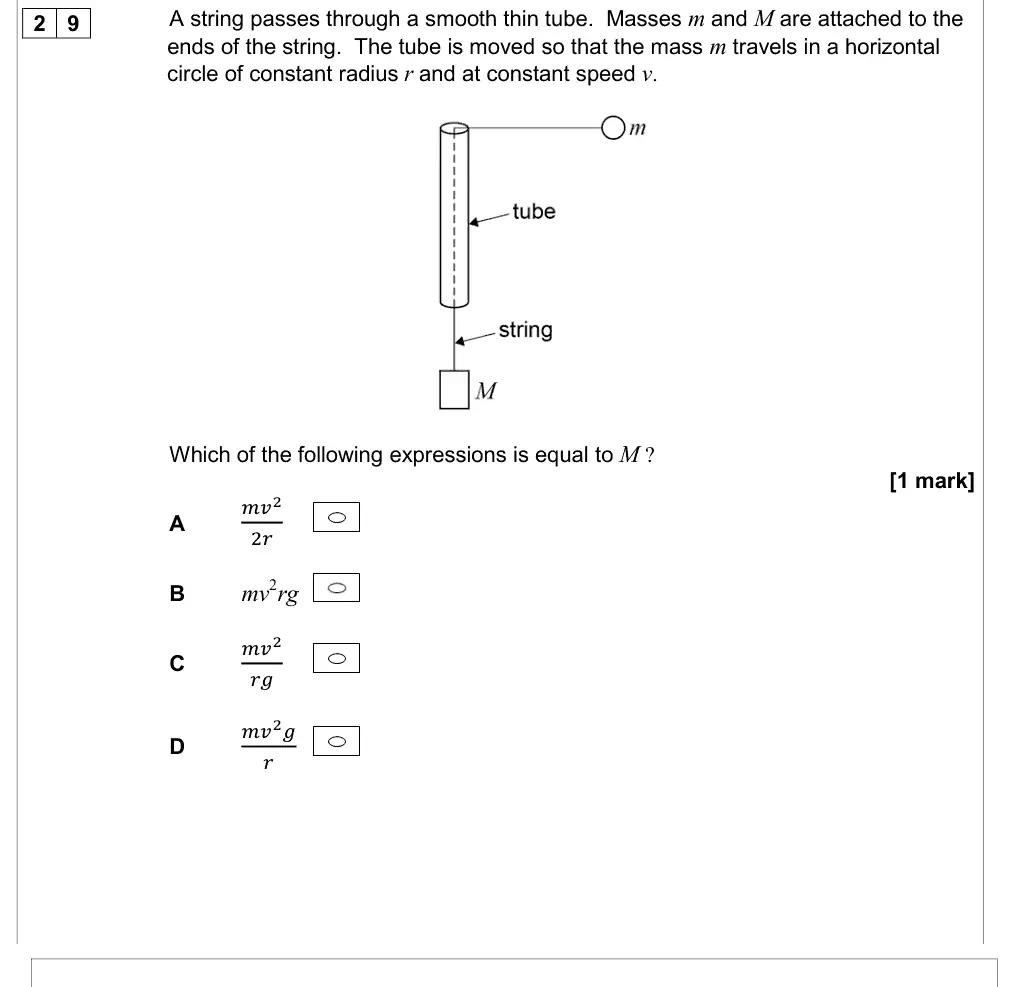 2 9
A string passes through a smooth thin tube. Masses m and M are attached to the
ends of the string. The tube is moved so that the mass m travels in a horizontal
circle of constant radius r and at constant speed v.
m
tube
string
M
Which of the following expressions is equal to M ?
[1 mark]
A mv²/2r
B mv²rg
C mv²/rg
D mv²g/r